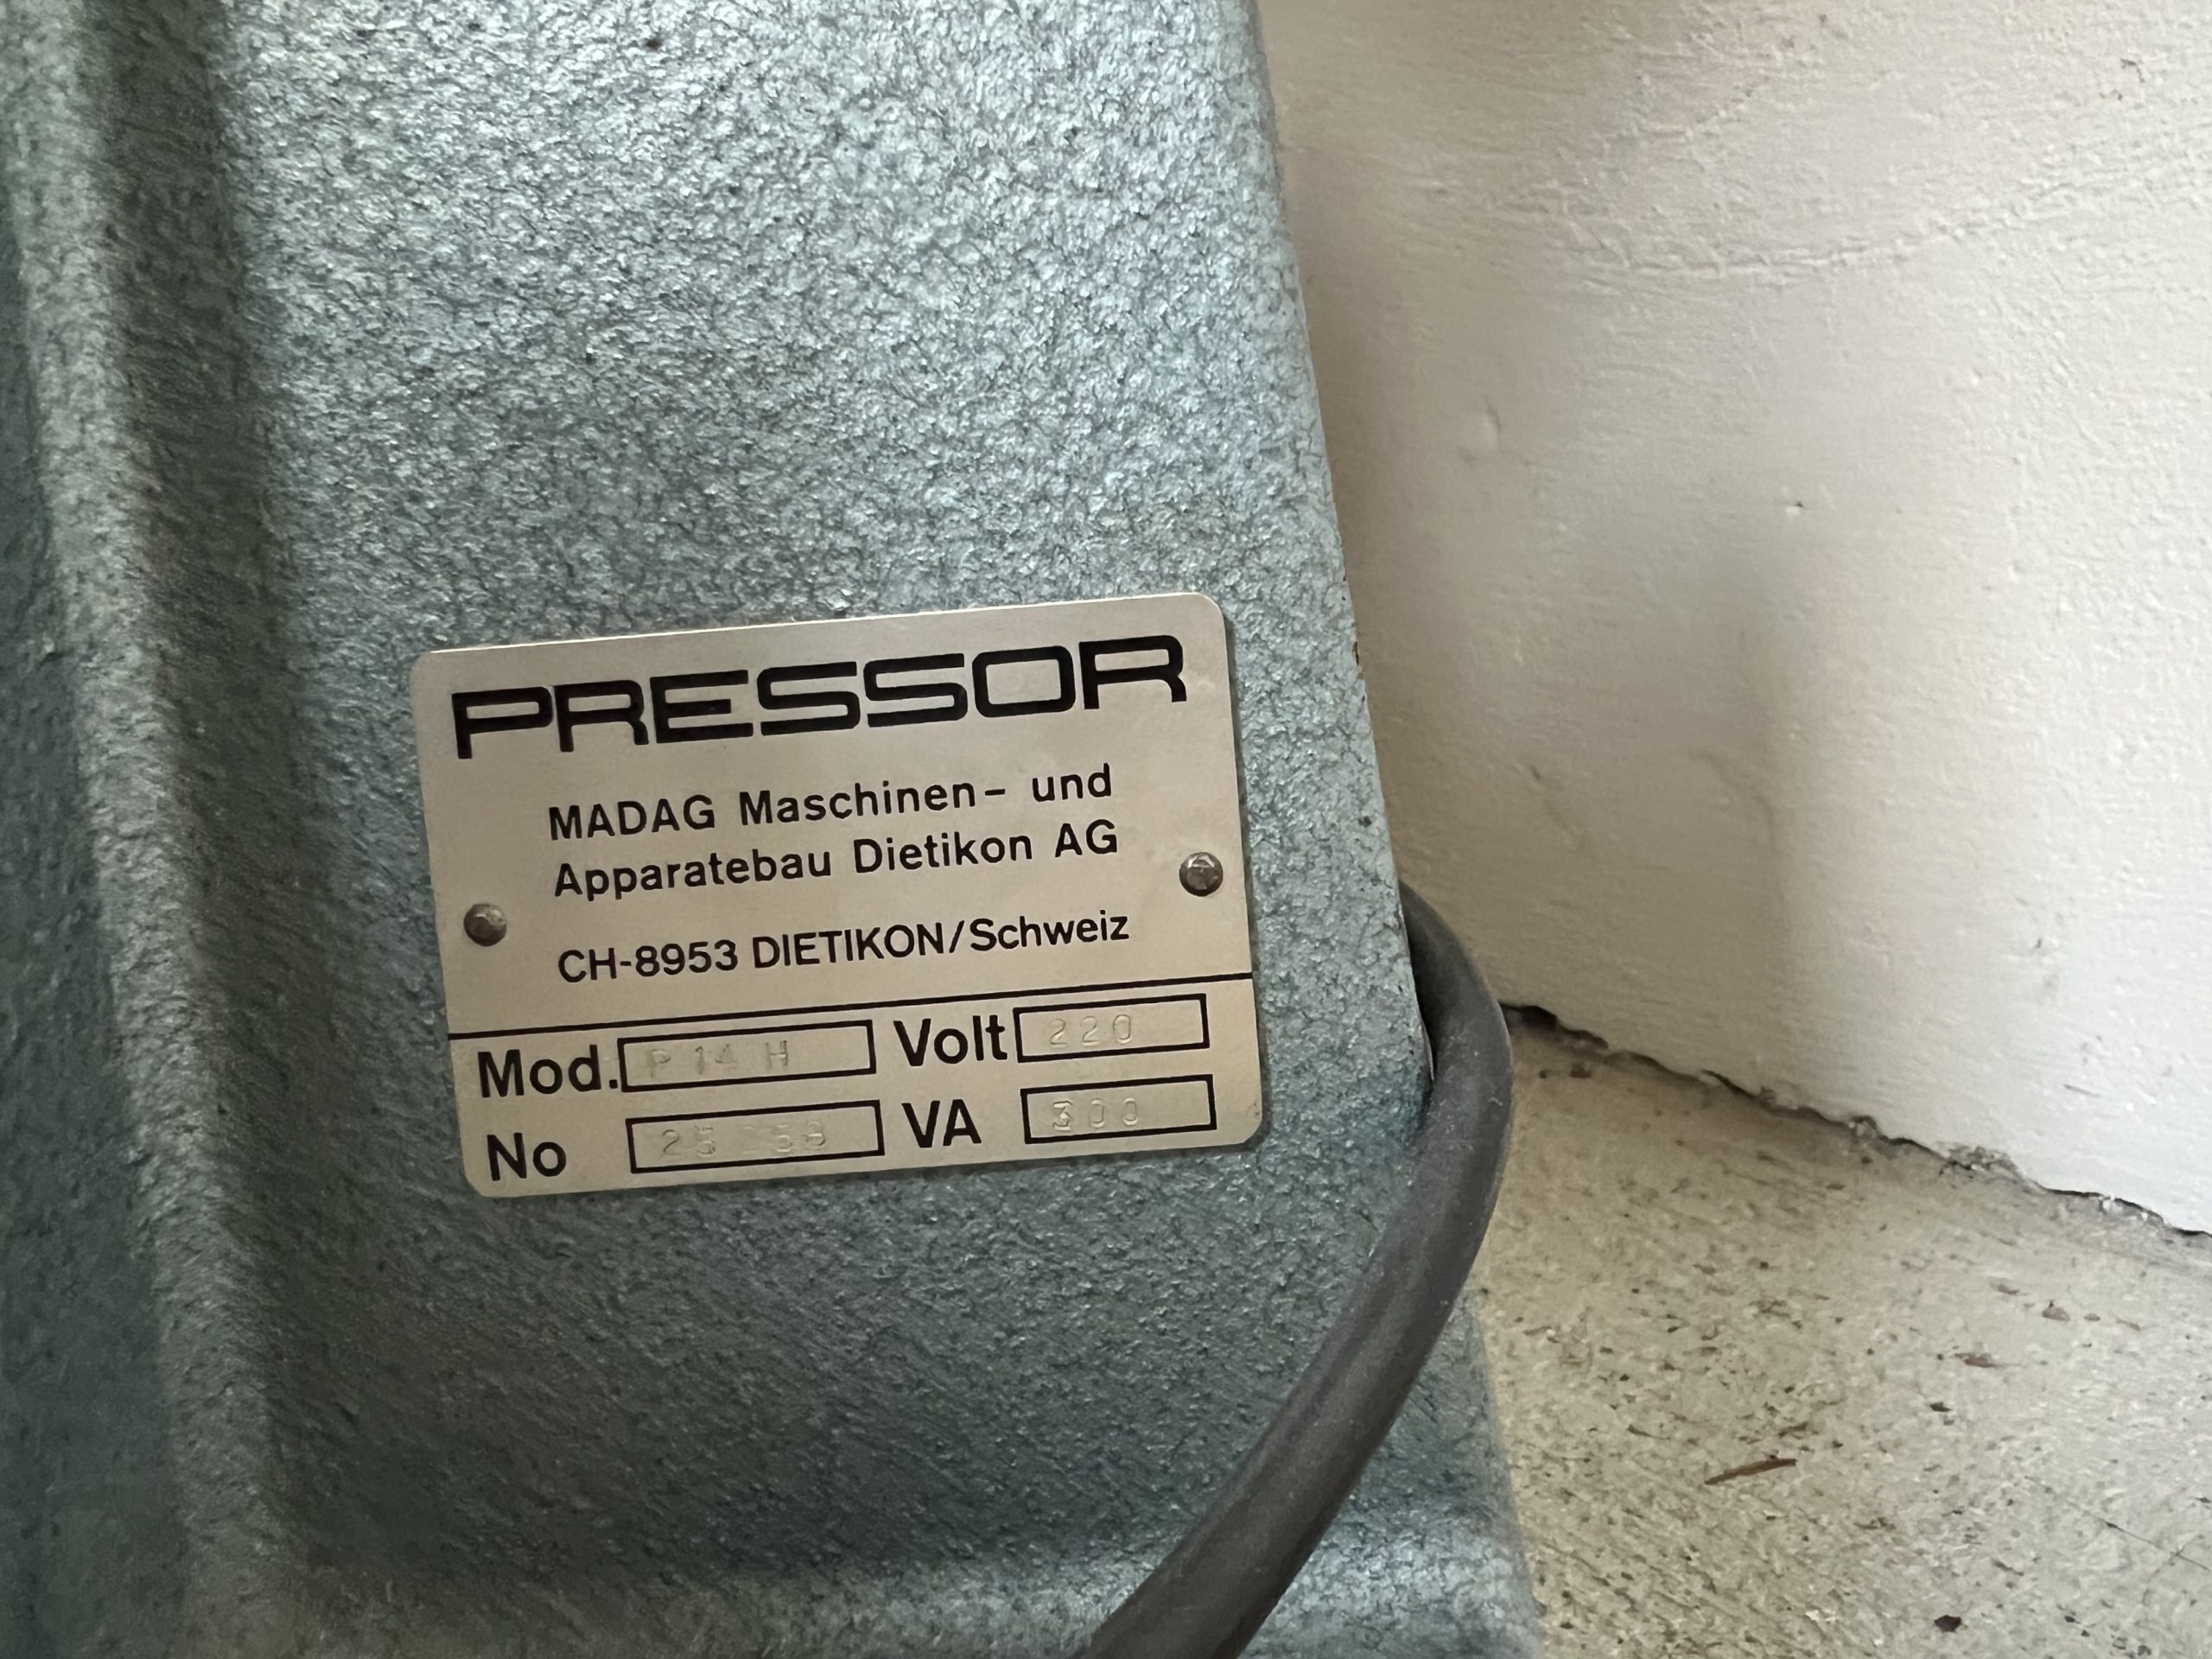 PRESSOR
MADAG Maschinen- und
Apparatebau Dietikon AG
CH-8953 DIETIKON/Schweiz
Mod. P 14 H Volt 220
No VA 300